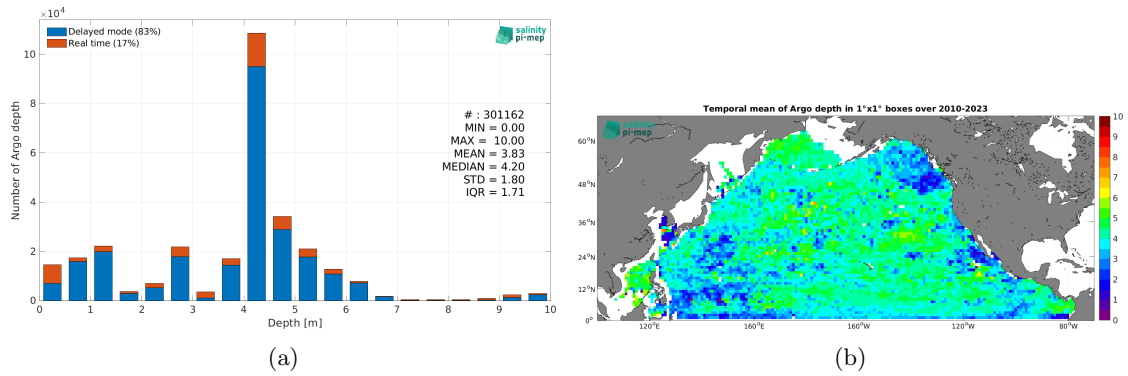 ×10⁴
Delayed mode (83%)
Real time (17%)
salinity
pi-mep
Number of Argo depth
10
8
6
4
2
0
# : 301162
MIN = 0.00
MAX = 10.00
MEAN = 3.83
MEDIAN = 4.20
STD = 1.80
IQR = 1.71
0 1 2 3 4 5 6 7 8 9 10
Depth [m]
(a)
Temporal mean of Argo depth in 1°x1° boxes over 2010-2023
salinity
pi-mep
60°N
48°N
36°N
24°N
12°N
0°
120°E 160°E 160°W 120°W 80°W
10
9
8
7
6
5
4
3
2
1
0
(b)